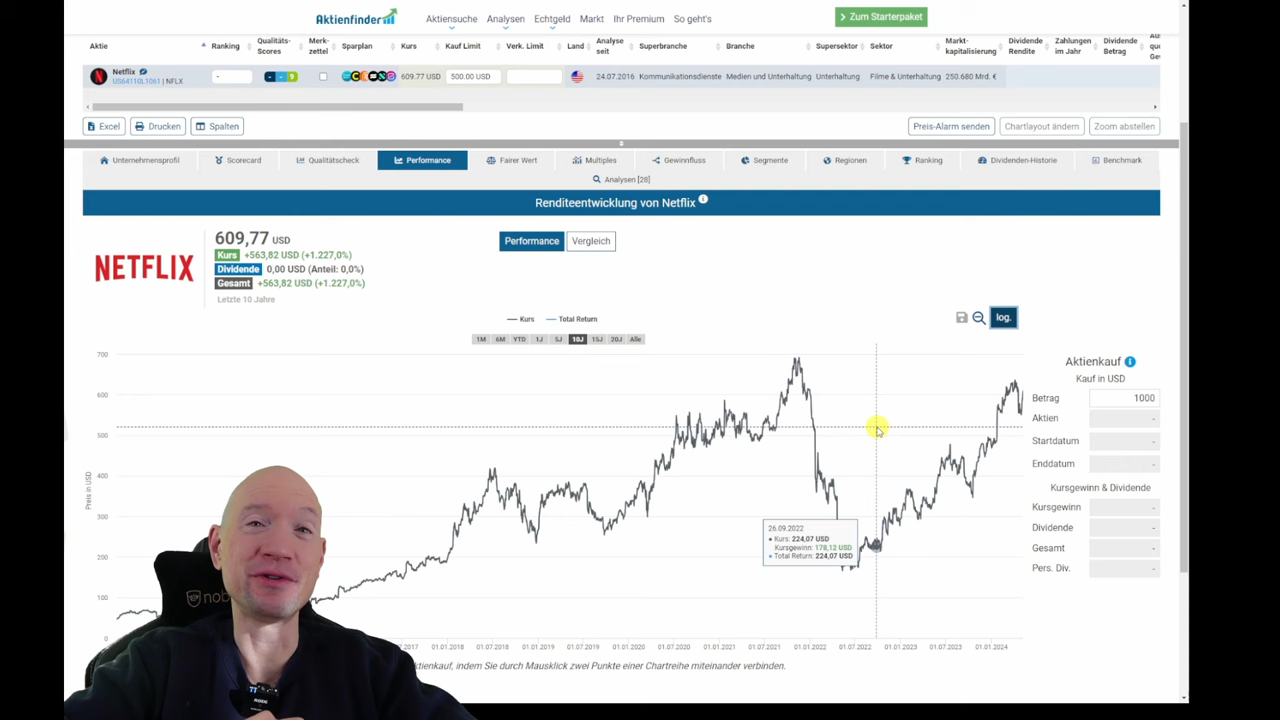 Aktienfinder
Aktiensuche Analysen Echtgeld Markt Ihr Premium So geht's
Zum Starterpaket
Aktie Ranking Qualitäts-Scores Merk-zettel Sparplan Kurs Kauf Limit Verk. Limit Land Analyse seit Superbranche Branche Supersektor Sektor Markt-kapitalisierung Dividende Rendite Zahlungen im Jahr Dividende Betrag
Netflix - - - 9 609.77 USD 500.00 USD 24.07.2016 Kommunikationsdienste Medien und Unterhaltung Unterhaltung Filme & Unterhaltung 250.680 Mrd. €
US64110L1061 | NFLX
Excel Drucken Spalten Preis-Alarm senden Chartlayout ändern Zoom abstellen
Unternehmensprofil Scorecard Qualitätscheck Performance Fairer Wert Multiples Gewinnfluss Segmente Regionen Ranking Dividenden-Historie Benchmark
Analysen [28]
Renditeentwicklung von Netflix
NETFLIX
609,77 USD
Kurs +563,82 USD (+1.227,0%)
Dividende 0,00 USD (Anteil: 0,0%)
Gesamt +563,82 USD (+1.227,0%)
Letzte 10 Jahre
Performance Vergleich
Kurs Total Return
log.
1M 6M YTD 1J 5J 10J 15J 20J Alle
Preis in USD
700
600
500
400
300
200
100
0
26.09.2022
Kurs: 224,07 USD
Kursgewinn: 178,12 USD
Total Return: 224,07 USD
2017 01.01.2018 01.07.2018 01.01.2019 01.07.2019 01.01.2020 01.07.2020 01.01.2021 01.07.2021 01.01.2022 01.07.2022 01.01.2023 01.07.2023 01.01.2024
ktienkauf, indem Sie durch Mausklick zwei Punkte einer Chartreihe miteinander verbinden.
Aktienkauf
Kauf in USD
Betrag 1000
Aktien -
Startdatum -
Enddatum -
Kursgewinn & Dividende
Kursgewinn -
Dividende -
Gesamt -
Pers. Div. -
nob
RODE